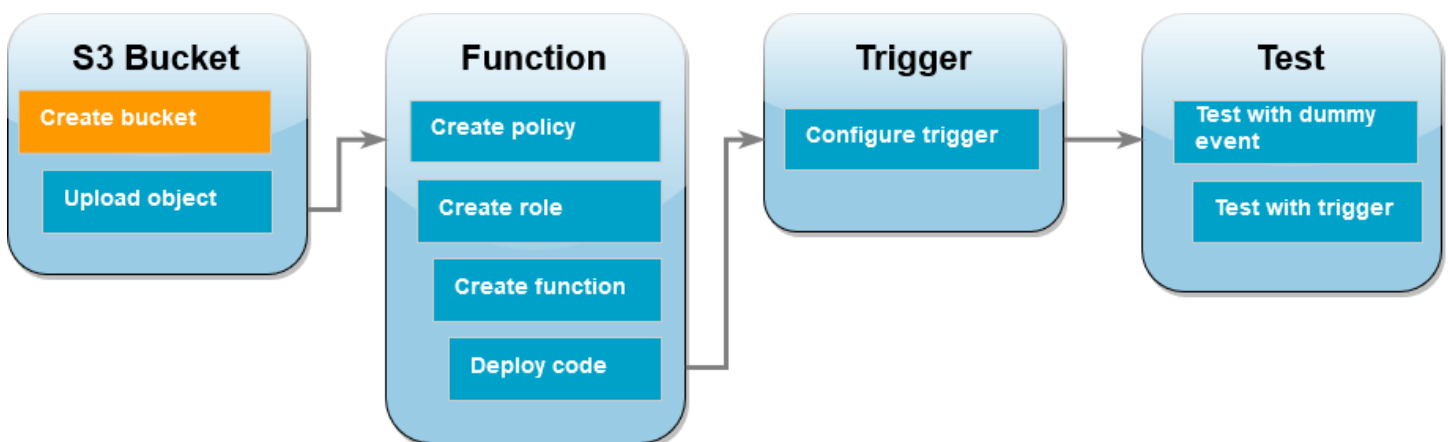 S3 Bucket
Create bucket
Upload object
Function
Create policy
Create role
Create function
Deploy code
Trigger
Configure trigger
Test
Test with dummy
event
Test with trigger